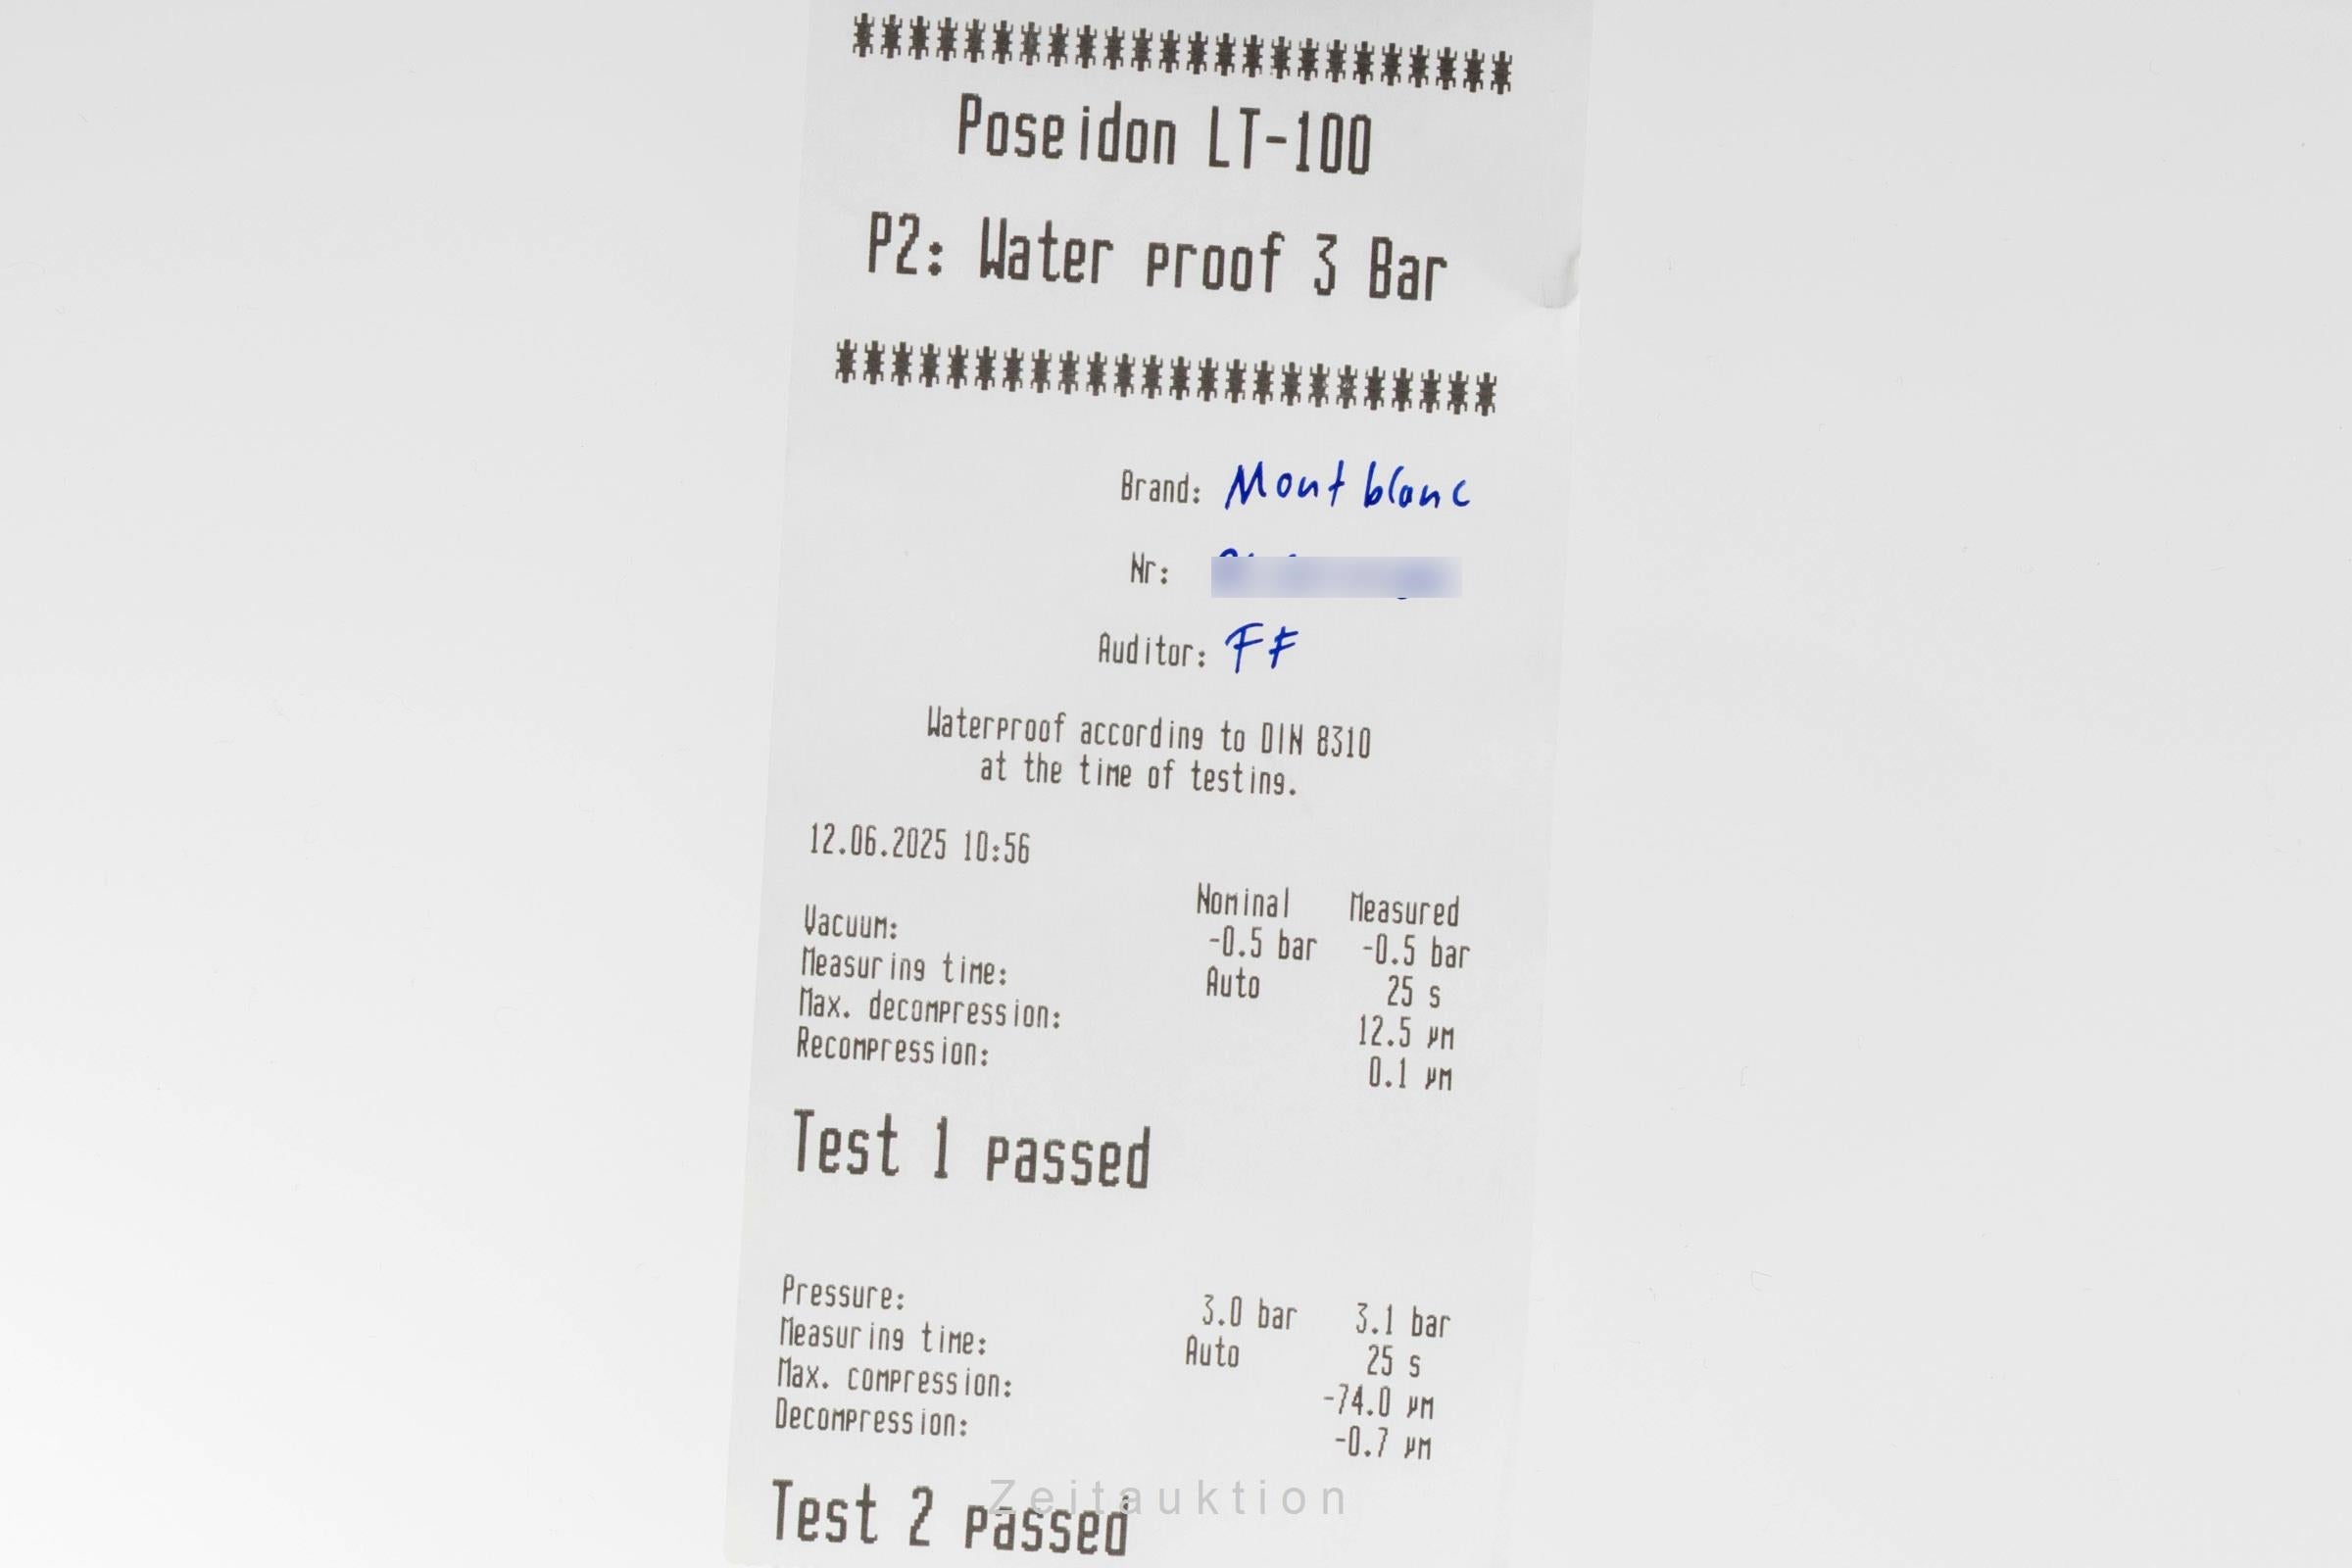 ************************
Poseidon LT-100
P2: Water proof 3 Bar
************************
Brand: Montblanc
Nr:
Auditor: FF
Waterproof according to DIN 8310
at the time of testing.
12.06.2025 10:56
Nominal Measured
Vacuum: -0.5 bar -0.5 bar
Measuring time: Auto 25 s
Max. decompression: 12.5 µm
Recompression: 0.1 µm
Test 1 passed
Pressure: 3.0 bar 3.1 bar
Measuring time: Auto 25 s
Max. compression: -74.0 µm
Decompression: -0.7 µm
Zeitauktion
Test 2 passed